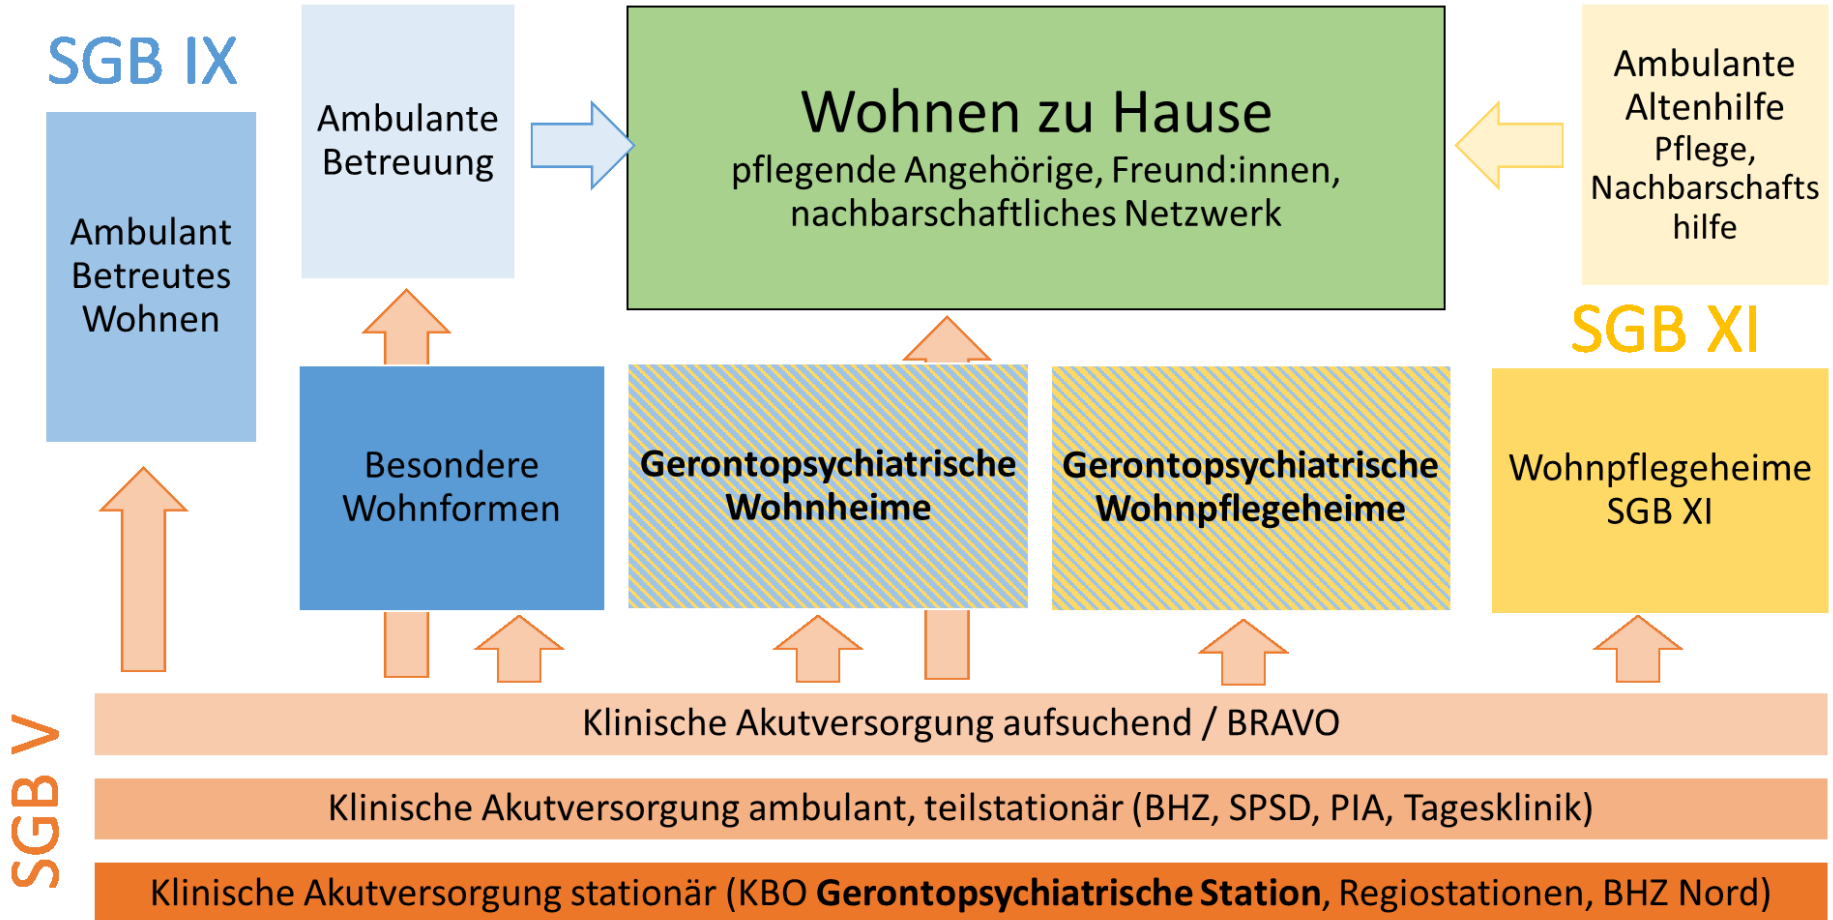 SGB IX
Ambulant
Betreutes
Wohnen
Ambulante
Betreuung
Wohnen zu Hause
pflegende Angehörige, Freund:innen,
nachbarschaftliches Netzwerk
Ambulante
Altenhilfe
Pflege,
Nachbarschafts
hilfe
SGB XI
Besondere
Wohnformen
Gerontopsychiatrische
Wohnheime
Gerontopsychiatrische
Wohnpflegeheime
Wohnpflegeheime
SGB XI
SGB V
Klinische Akutversorgung aufsuchend / BRAVO
Klinische Akutversorgung ambulant, teilstationär (BHZ, SPSD, PIA, Tagesklinik)
Klinische Akutversorgung stationär (KBO Gerontopsychiatrische Station, Regiostationen, BHZ Nord)